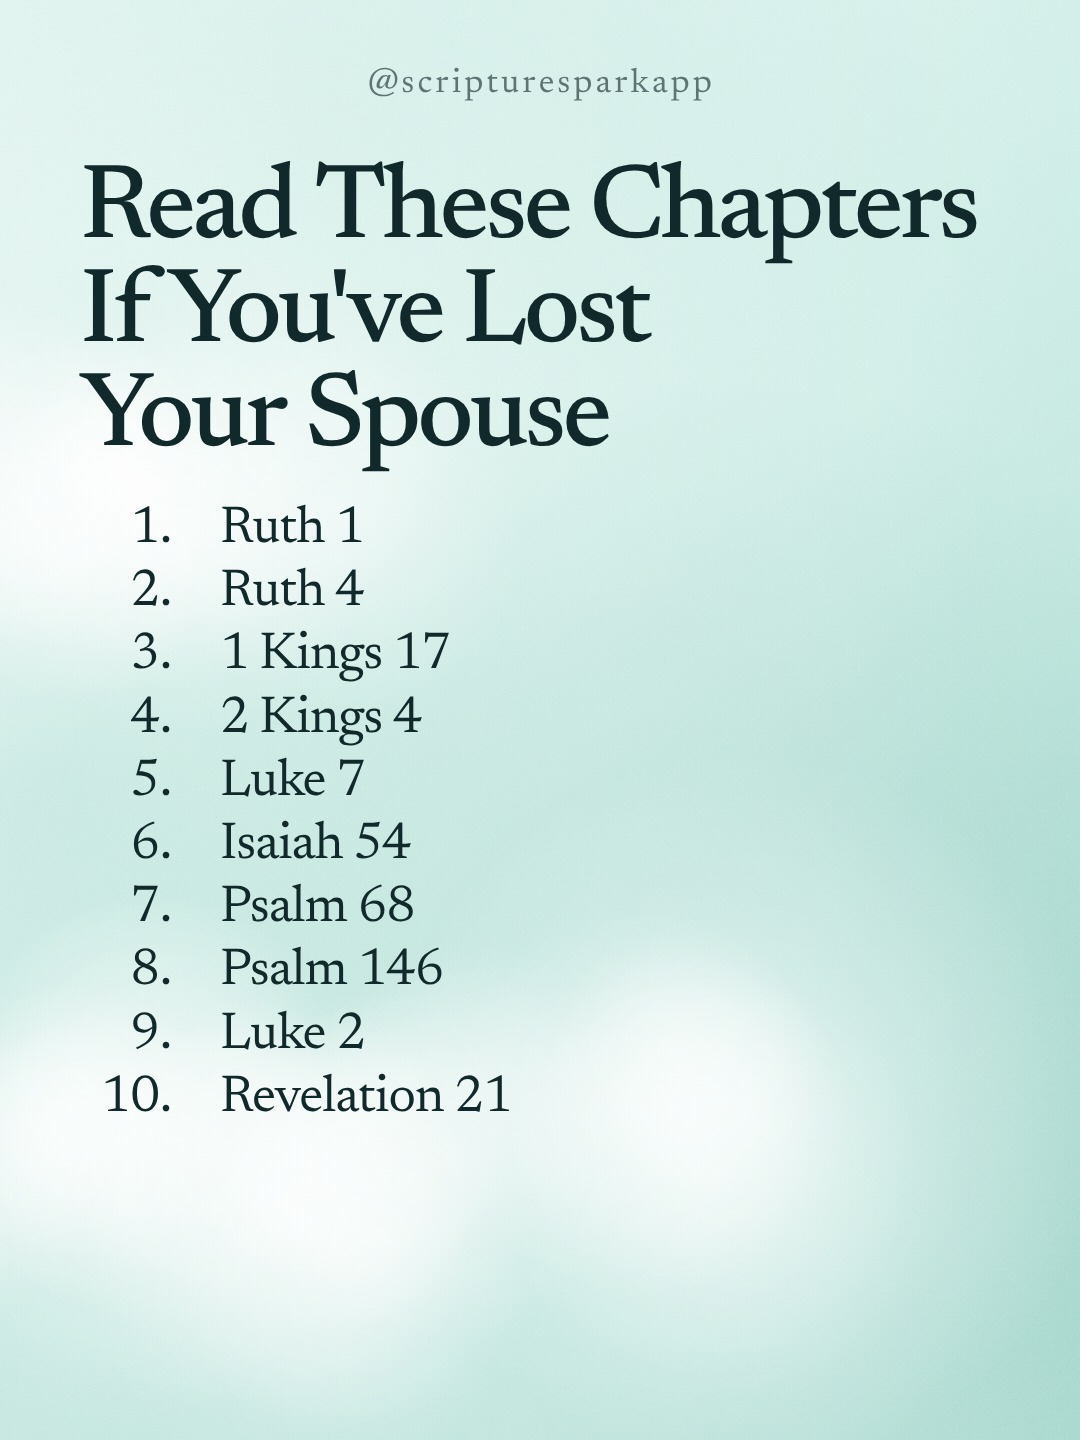 @scripturesparkapp
Read These Chapters
If You've Lost
Your Spouse
1. Ruth 1
2. Ruth 4
3. 1 Kings 17
4. 2 Kings 4
5. Luke 7
6. Isaiah 54
7. Psalm 68
8. Psalm 146
9. Luke 2
10. Revelation 21